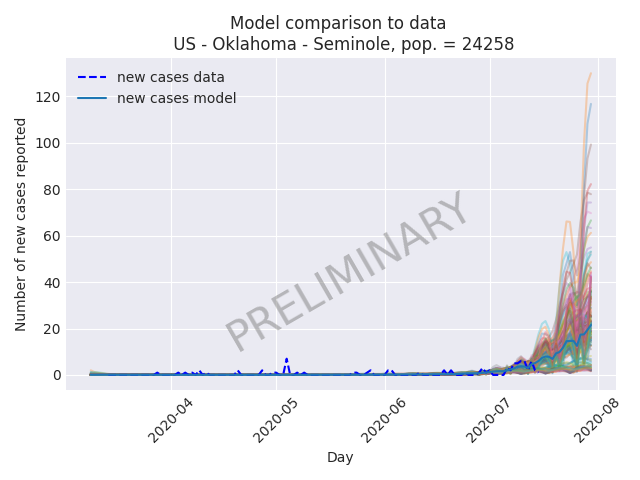 Model comparison to data
US - Oklahoma - Seminole, pop. = 24258
new cases data
new cases model
Number of new cases reported
120
100
80
60
40
20
0
PRELIMINARY
2020-04
2020-05
2020-06
2020-07
2020-08
Day